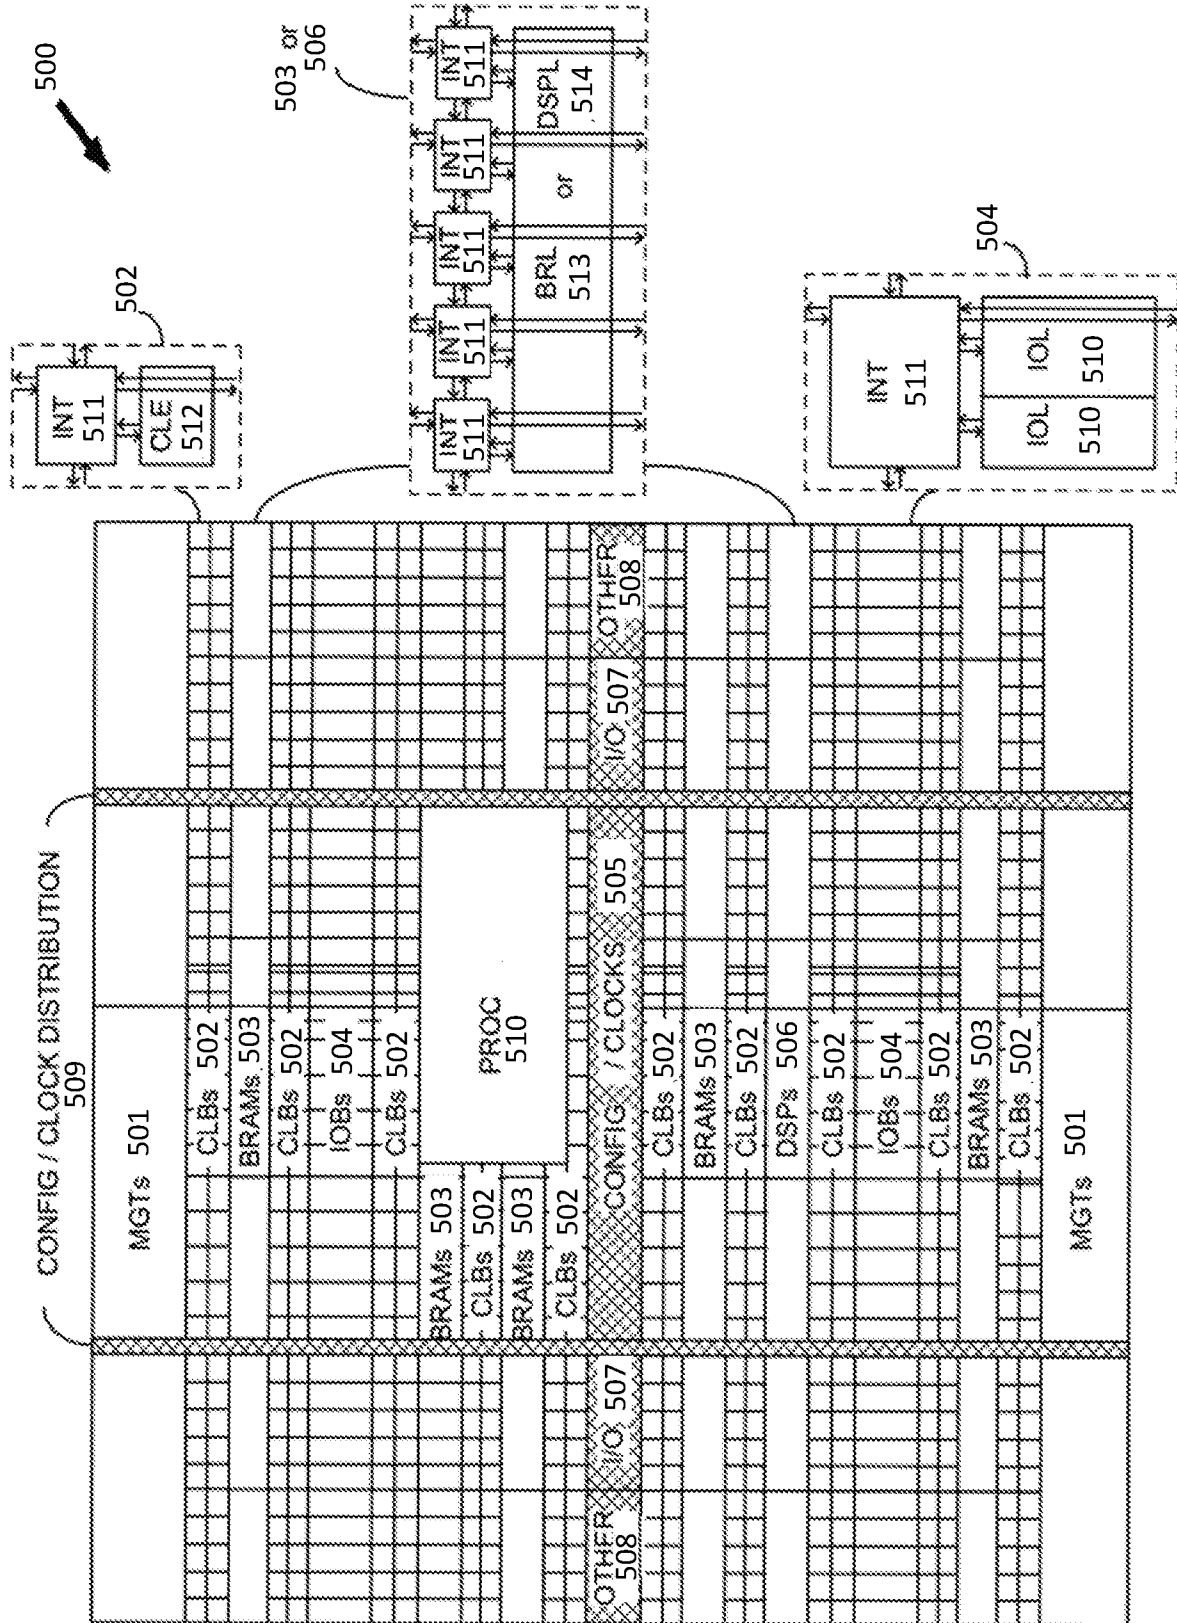 500
CONFIG / CLOCK DISTRIBUTION
509
MGTs 501
CLBs 502
BRAMs 503
CLBs 502
IOBs 504
CLBs 502
BRAMs 503
CLBs 502
BRAMs 503
CLBs 502
PROC
510
OTHER
508
I/O 507
CONFIG / CLOCKS 505
I/O 507
OTHER
508
CLBs 502
BRAMs 503
CLBs 502
DSPs 506
CLBs 502
IOBs 504
CLBs 502
BRAMs 503
CLBs 502
MGTs 501
502
INT
511
CLE
512
503 or
506
INT
511
INT
511
INT
511
INT
511
INT
511
BRL
513
or
DSPL
514
504
INT
511
IOL
510
IOL
510